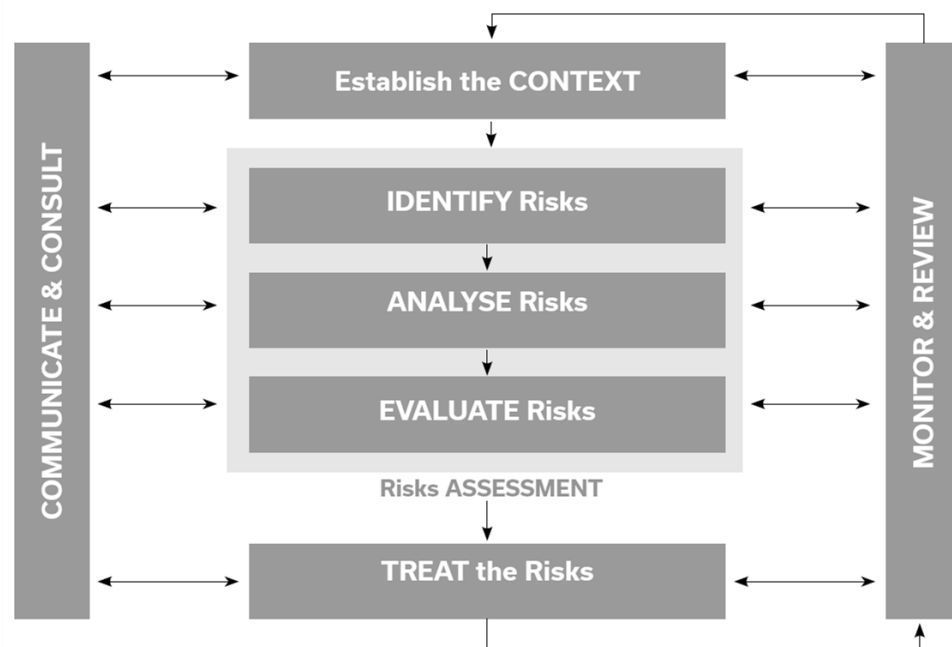 Establish the CONTEXT
COMMUNICATE & CONSULT
IDENTIFY Risks
ANALYSE Risks
EVALUATE Risks
Risks ASSESSMENT
TREAT the Risks
MONITOR & REVIEW